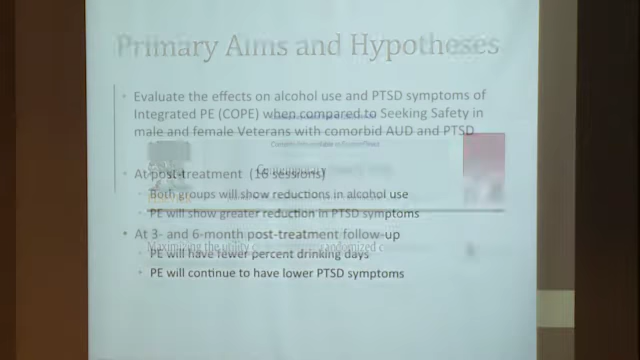 Primary Aims and Hypotheses
• Evaluate the effects on alcohol use and PTSD symptoms of
Integrated PE (COPE) when compared to Seeking Safety in
male and female Veterans with comorbid AUD and PTSD
• At post-treatment (16 sessions)
• Both groups will show reductions in alcohol use
• PE will show greater reduction in PTSD symptoms
• At 3- and 6-month post-treatment follow-up
Maximizing the utility randomized
• PE will have fewer percent drinking days
• PE will continue to have lower PTSD symptoms